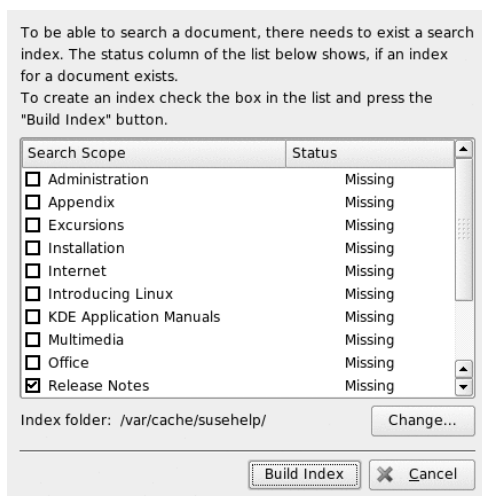 To be able to search a document, there needs to exist a search
index. The status column of the list below shows, if an index
for a document exists.
To create an index check the box in the list and press the
"Build Index" button.
Search Scope Status
Administration Missing
Appendix Missing
Excursions Missing
Installation Missing
Internet Missing
Introducing Linux Missing
KDE Application Manuals Missing
Multimedia Missing
Office Missing
Release Notes Missing
Index folder: /var/cache/susehelp/ Change...
Build Index Cancel